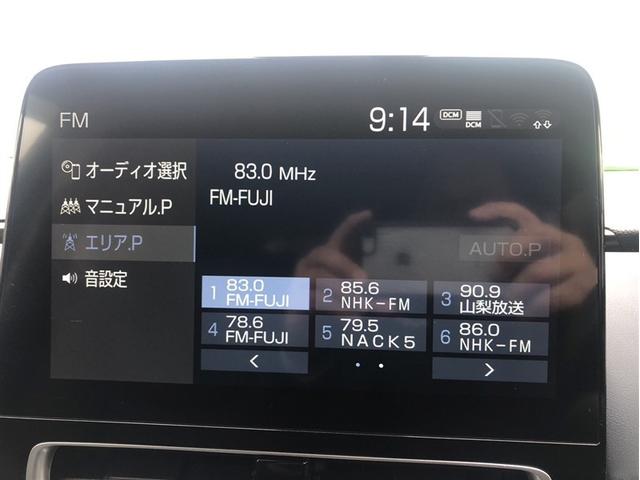 FM
9:14
DCM
DCM
オーディオ選択
マニュアル.P
エリア.P
音設定
83.0 MHz
FM-FUJI
AUTO.P
1 83.0
FM-FUJI
2 85.6
NHK-FM
3 90.9
山梨放送
4 78.6
FM-FUJI
5 79.5
NACK5
6 86.0
NHK-FM
<
>